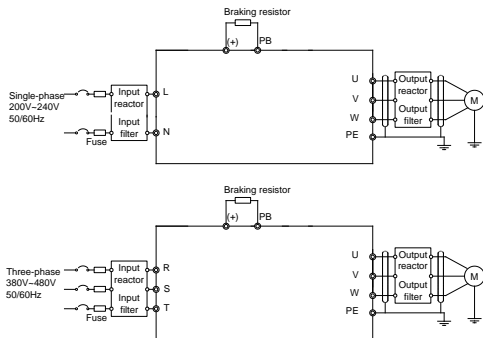 Braking resistor
(+)
PB
Single-phase
200V~240V
50/60Hz
Input
reactor
Input
filter
Fuse
L
N
U
V
W
PE
Output
reactor
Output
filter
M
Braking resistor
(+)
PB
Three-phase
380V~480V
50/60Hz
Input
reactor
Input
filter
Fuse
R
S
T
U
V
W
PE
Output
reactor
Output
filter
M